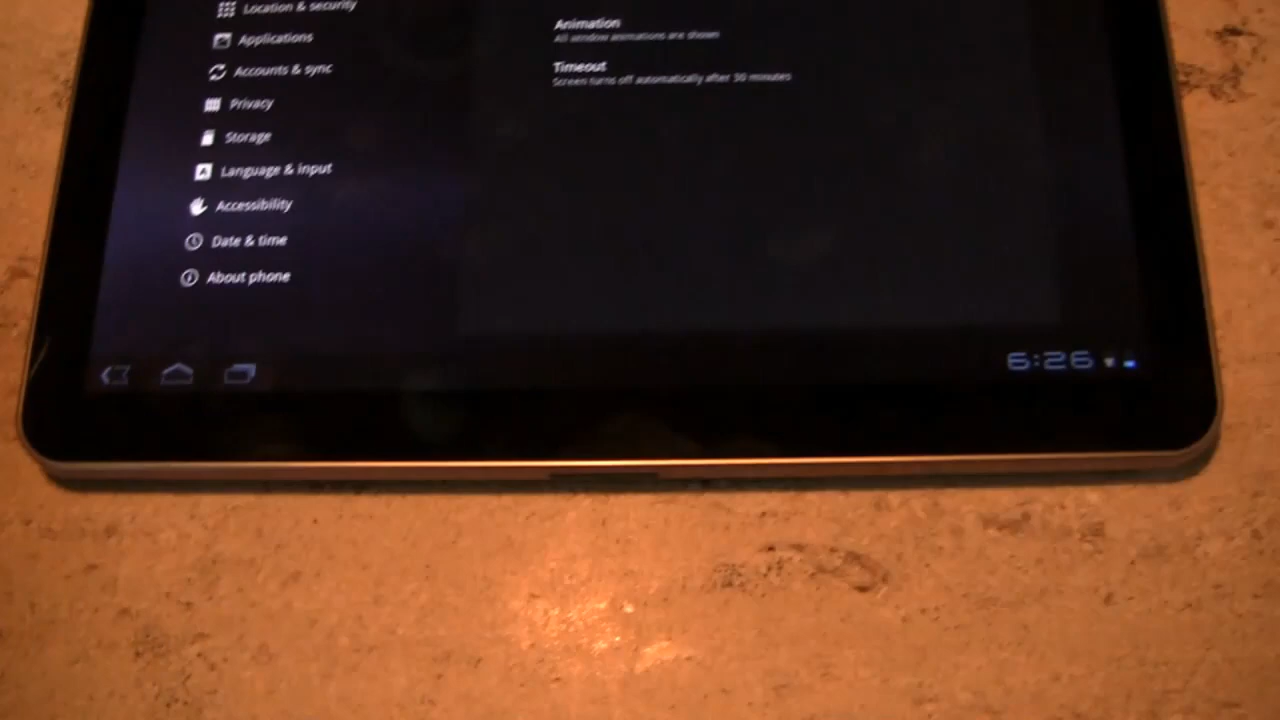 Location & security
Applications
Accounts & sync
Privacy
Storage
Language & input
Accessibility
Date & time
About phone
Animation
All window animations are shown
Timeout
Screen turns off automatically after 30 minutes
6:26